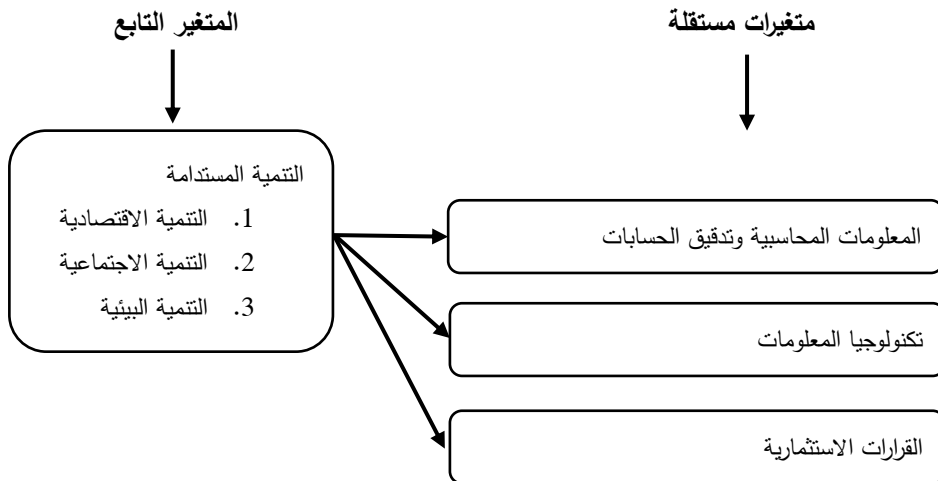 متغيرات مستقلة
المتغير التابع
المعلومات المحاسبية وتدقيق الحسابات
تكنولوجيا المعلومات
القرارات الاستثمارية
التنمية المستدامة
1. التنمية الاقتصادية
2. التنمية الاجتماعية
3. التنمية البيئية